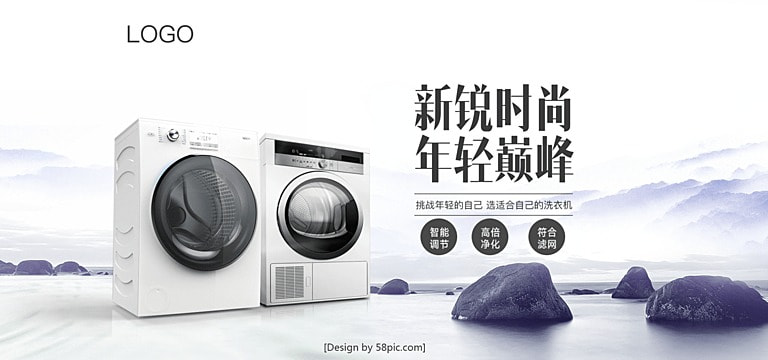 LOGO
新锐时尚
年轻巅峰
挑战年轻的自己 选适合自己的洗衣机
智能
调节
高倍
净化
符合
滤网
[Design by 58pic.com]